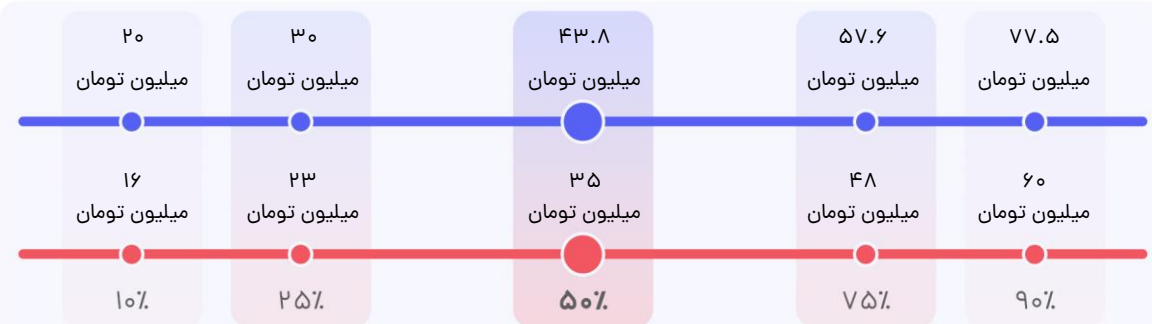 ۲۰ ۳۰ ۴۳.۸ ۵۷.۶ ۷۷.۵
میلیون تومان میلیون تومان میلیون تومان میلیون تومان میلیون تومان
۱۶ ۲۳ ۳۵ ۴۸ ۶۰
میلیون تومان میلیون تومان میلیون تومان میلیون تومان میلیون تومان
۱۰٪ ۲۵٪ ۵۰٪ ۷۵٪ ۹۰٪